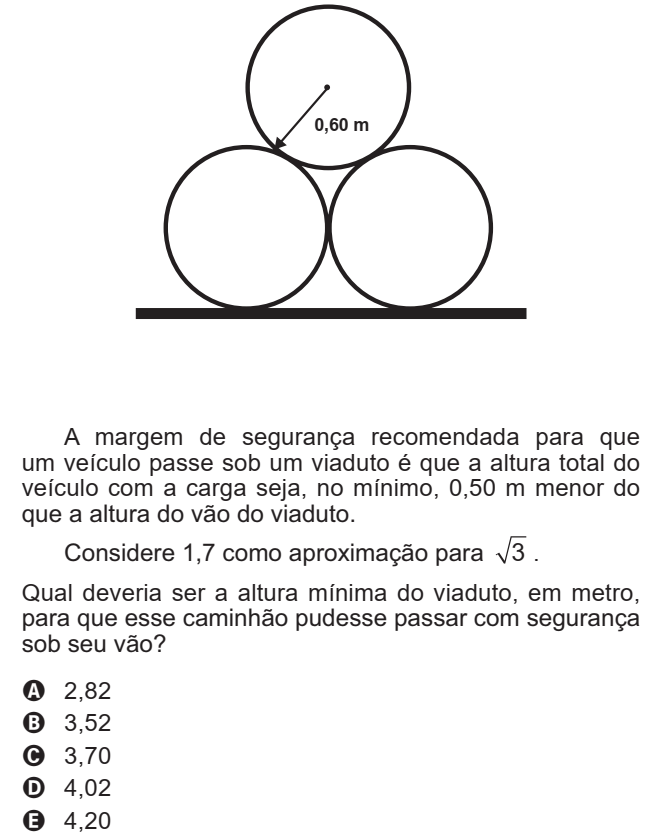 0,60 m
A margem de segurança recomendada para que
um veículo passe sob um viaduto é que a altura total do
veículo com a carga seja, no mínimo, 0,50 m menor do
que a altura do vão do viaduto.
Considere 1,7 como aproximação para √3 .
Qual deveria ser a altura mínima do viaduto, em metro,
para que esse caminhão pudesse passar com segurança
sob seu vão?
A 2,82
B 3,52
C 3,70
D 4,02
E 4,20